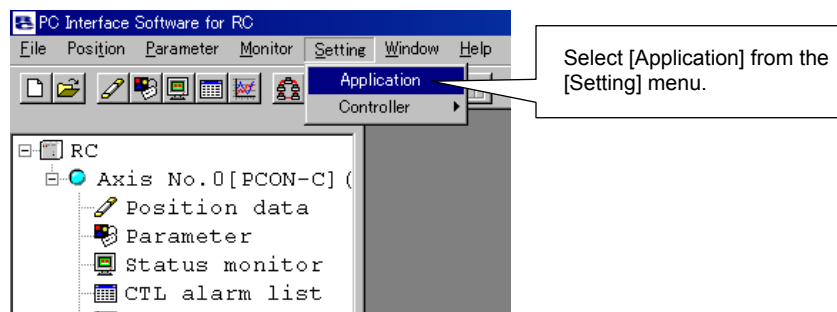 PC Interface Software for RC
File Position Parameter Monitor Setting Window Help
Application
Controller
Select [Application] from the
[Setting] menu.
RC
Axis No.0[PCON-C](
Position data
Parameter
Status monitor
CTL alarm list